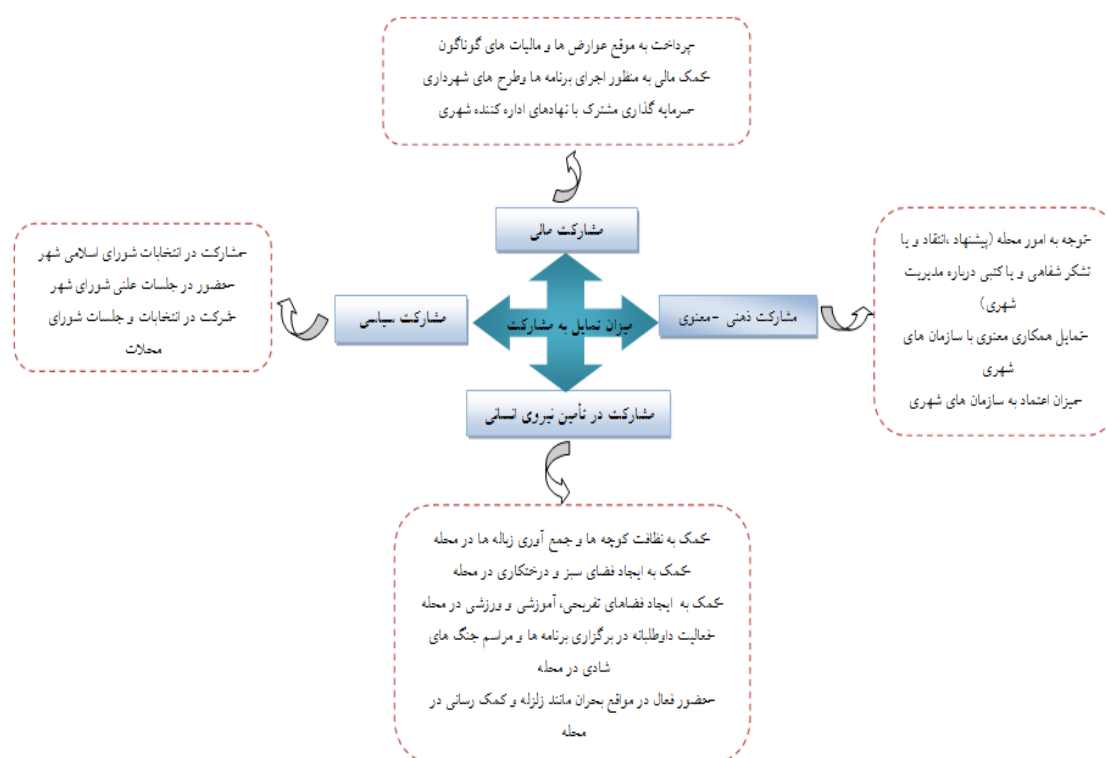 -پرداخت به موقع عوارض ها و مالیات های گوناگون
-کمک مالی به منظور اجرای برنامه ها وطرح های شهرداری
-سرمایه گذاری مشترک با نهادهای اداره کننده شهری
مشارکت مالی
-توجه به امور محله (پیشنهاد ،انتقاد و یا
تشکر شفاهی و یا کتبی درباره مدیریت
شهری)
-تمایل همکاری معنوی با سازمان های
شهری
-میزان اعتماد به سازمان های شهری
مشارکت ذهنی -معنوی
میزان تمایل به مشارکت
مشارکت سیاسی
-مشارکت در انتخابات شورای اسلامی شهر
-حضور در جلسات علنی شورای شهر
-شرکت در انتخابات و جلسات شورای
محلات
مشارکت در تأمین نیروی انسانی
-کمک به نظافت کوچه ها و جمع آوری زباله ها در محله
-کمک به ایجاد فضای سبز و درختکاری در محله
-کمک به ایجاد فضاهای تفریحی، آموزشی و ورزشی در محله
-فعالیت داوطلبانه در برگزاری برنامه ها و مراسم جنگ های
شادی در محله
-حضور فعال در مواقع بحران مانند زلزله و کمک رسانی در
محله